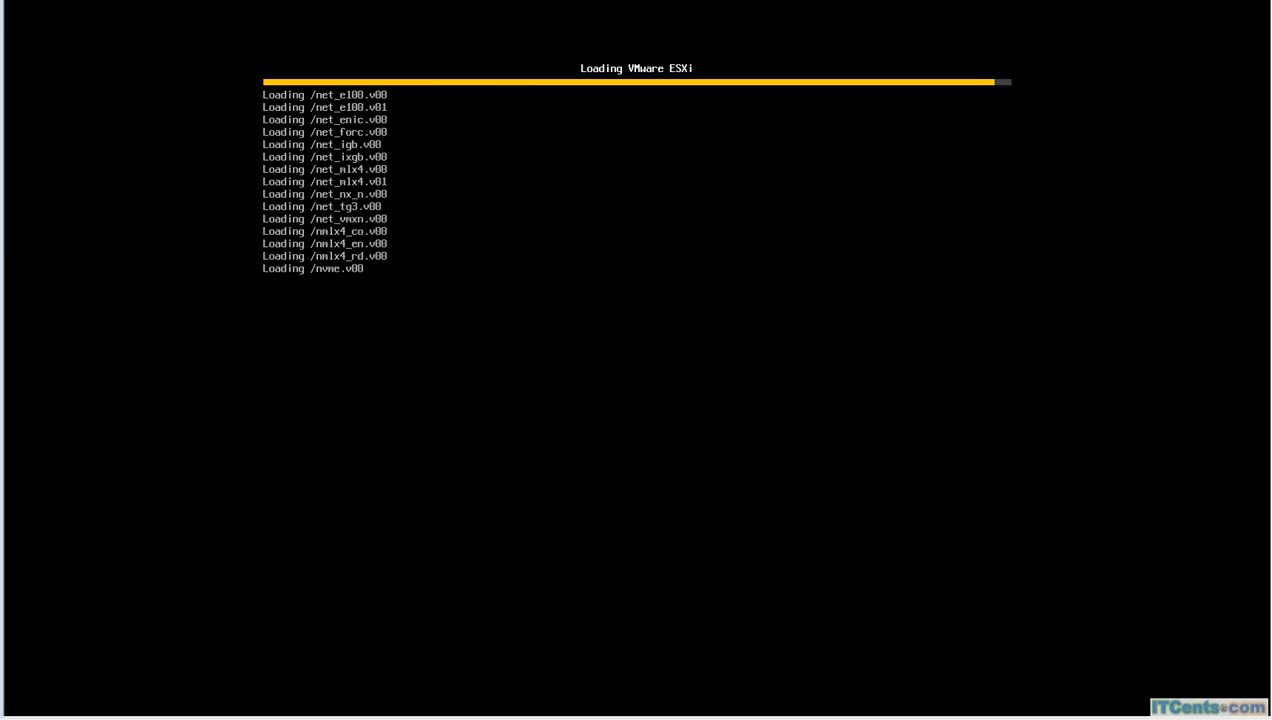 Loading VMware ESXi
Loading /net_e100.v00
Loading /net_e100.v01
Loading /net_enic.v00
Loading /net_forc.v00
Loading /net_igb.v00
Loading /net_ixgb.v00
Loading /net_mlx4.v00
Loading /net_mlx4.v01
Loading /net_nx_n.v00
Loading /net_tg3.v00
Loading /net_vmxn.v00
Loading /nmlx4_co.v00
Loading /nmlx4_en.v00
Loading /nmlx4_rd.v00
Loading /nvme.v00
ITCents.com